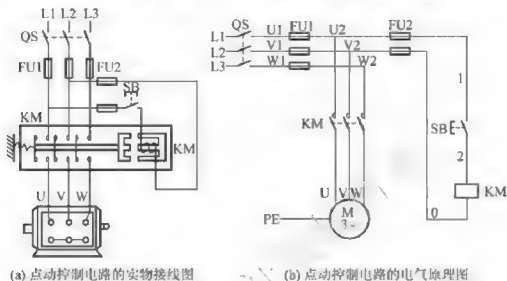 L1 L2 L3
QS
FU1
FU2
SB
KM
KM
U V W
(a) 点动控制电路的实物接线图
QS
L1
L2
L3
U1
V1
W1
FU1
U2
V2
W2
FU2
1
SB
2
KM
0
KM
U V W
M
3~
PE
(b) 点动控制电路的电气原理图